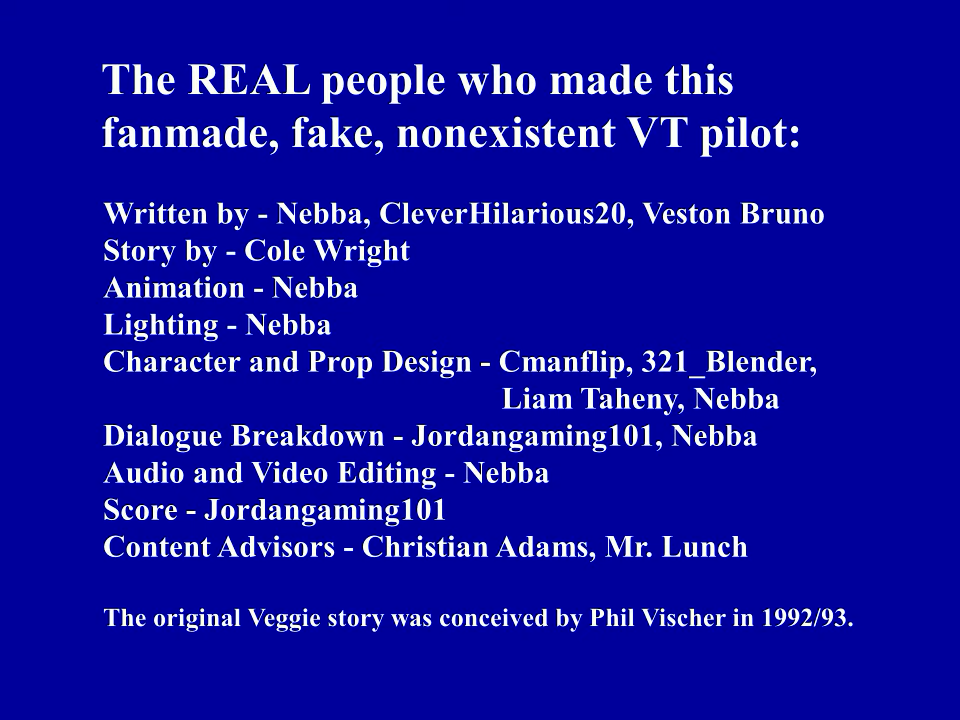 The REAL people who made this
fanmade, fake, nonexistent VT pilot:
Written by - Nebba, CleverHilarious20, Veston Bruno
Story by - Cole Wright
Animation - Nebba
Lighting - Nebba
Character and Prop Design - Cmanflip, 321_Blender,
Liam Taheny, Nebba
Dialogue Breakdown - Jordangaming101, Nebba
Audio and Video Editing - Nebba
Score - Jordangaming101
Content Advisors - Christian Adams, Mr. Lunch
The original Veggie story was conceived by Phil Vischer in 1992/93.